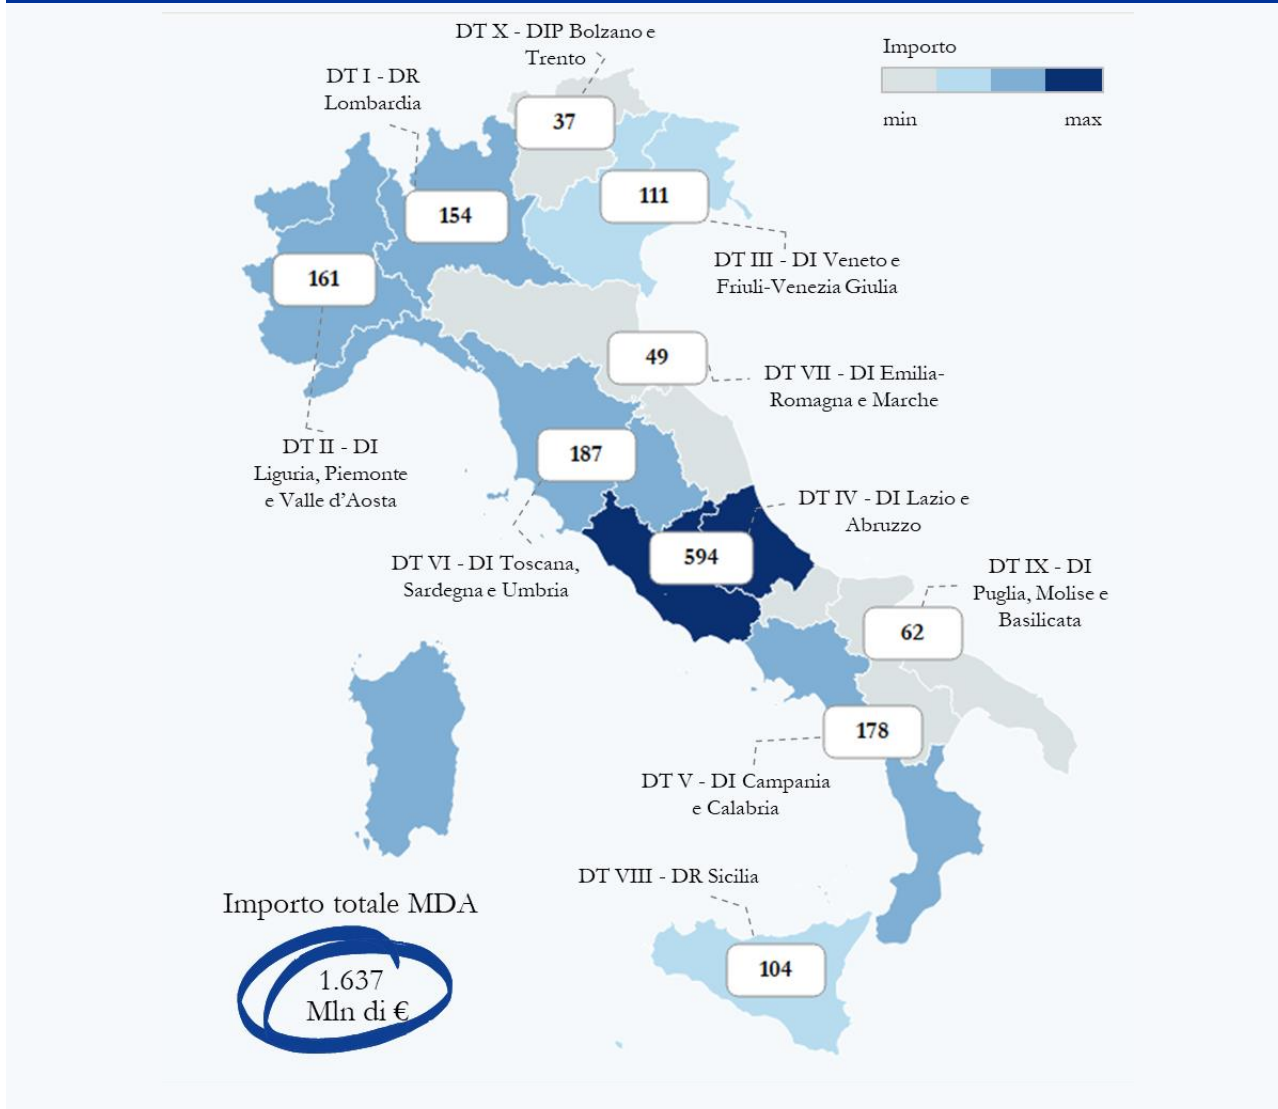 DT X - DIP Bolzano e
Trento
Importo
min
max
DT I - DR
Lombardia
37
111
154
DT III - DI Veneto e
Friuli-Venezia Giulia
161
49
DT VII - DI Emilia-
Romagna e Marche
DT II - DI
Liguria, Piemonte
e Valle d’Aosta
187
DT IV - DI Lazio e
Abruzzo
DT VI - DI Toscana,
Sardegna e Umbria
594
DT IX - DI
Puglia, Molise e
Basilicata
62
178
DT V - DI Campania
e Calabria
DT VIII - DR Sicilia
104
Importo totale MDA
1.637
Mln di €